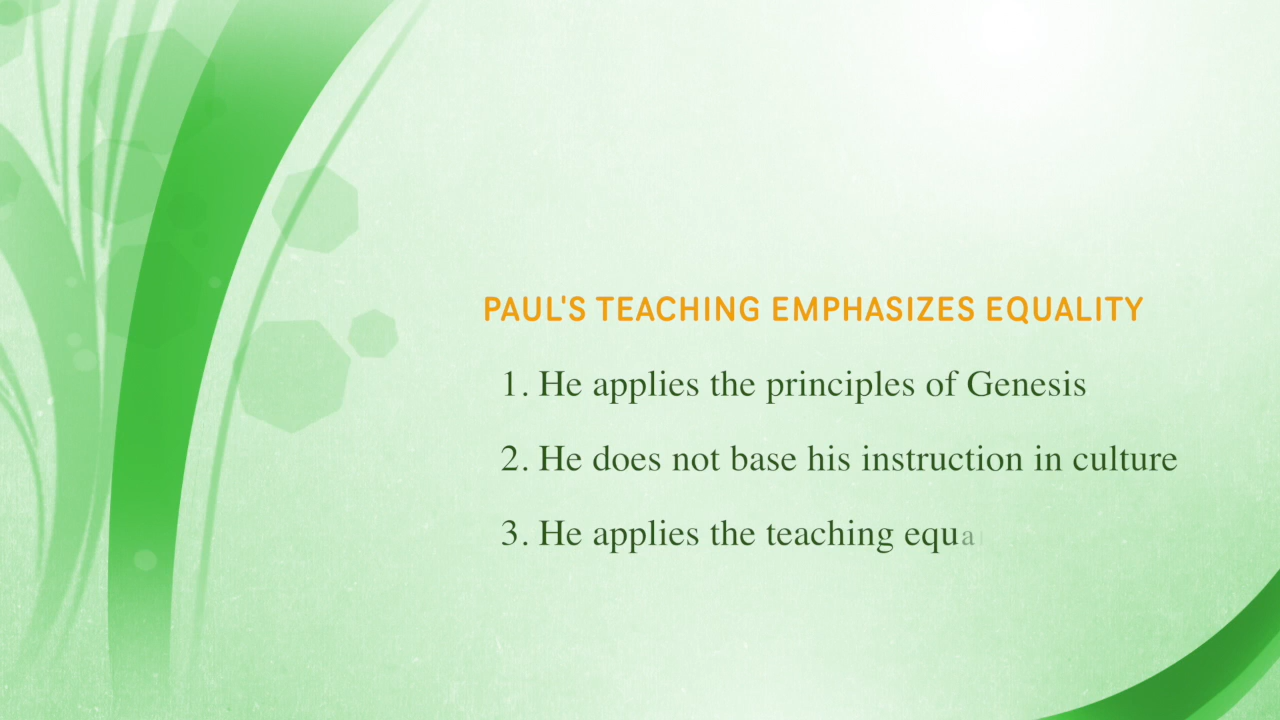 PAUL'S TEACHING EMPHASIZES EQUALITY
1. He applies the principles of Genesis
2. He does not base his instruction in culture
3. He applies the teaching